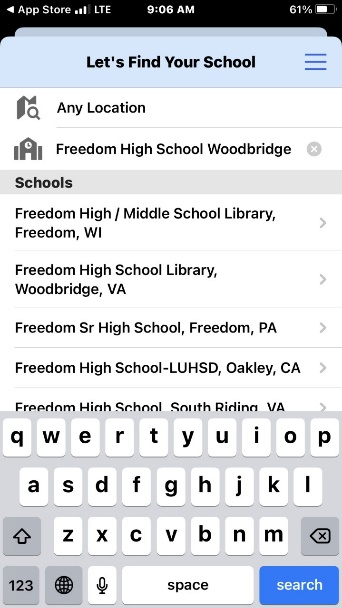 App Store LTE 9:06 AM 61%
Let's Find Your School
Any Location
Freedom High School Woodbridge
Schools
Freedom High / Middle School Library,
Freedom, WI
Freedom High School Library,
Woodbridge, VA
Freedom Sr High School, Freedom, PA
Freedom High School-LUHSD, Oakley, CA
Freedom High School, South Riding, VA
q w e r t y u i o p
a s d f g h j k l
z x c v b n m
123 space search